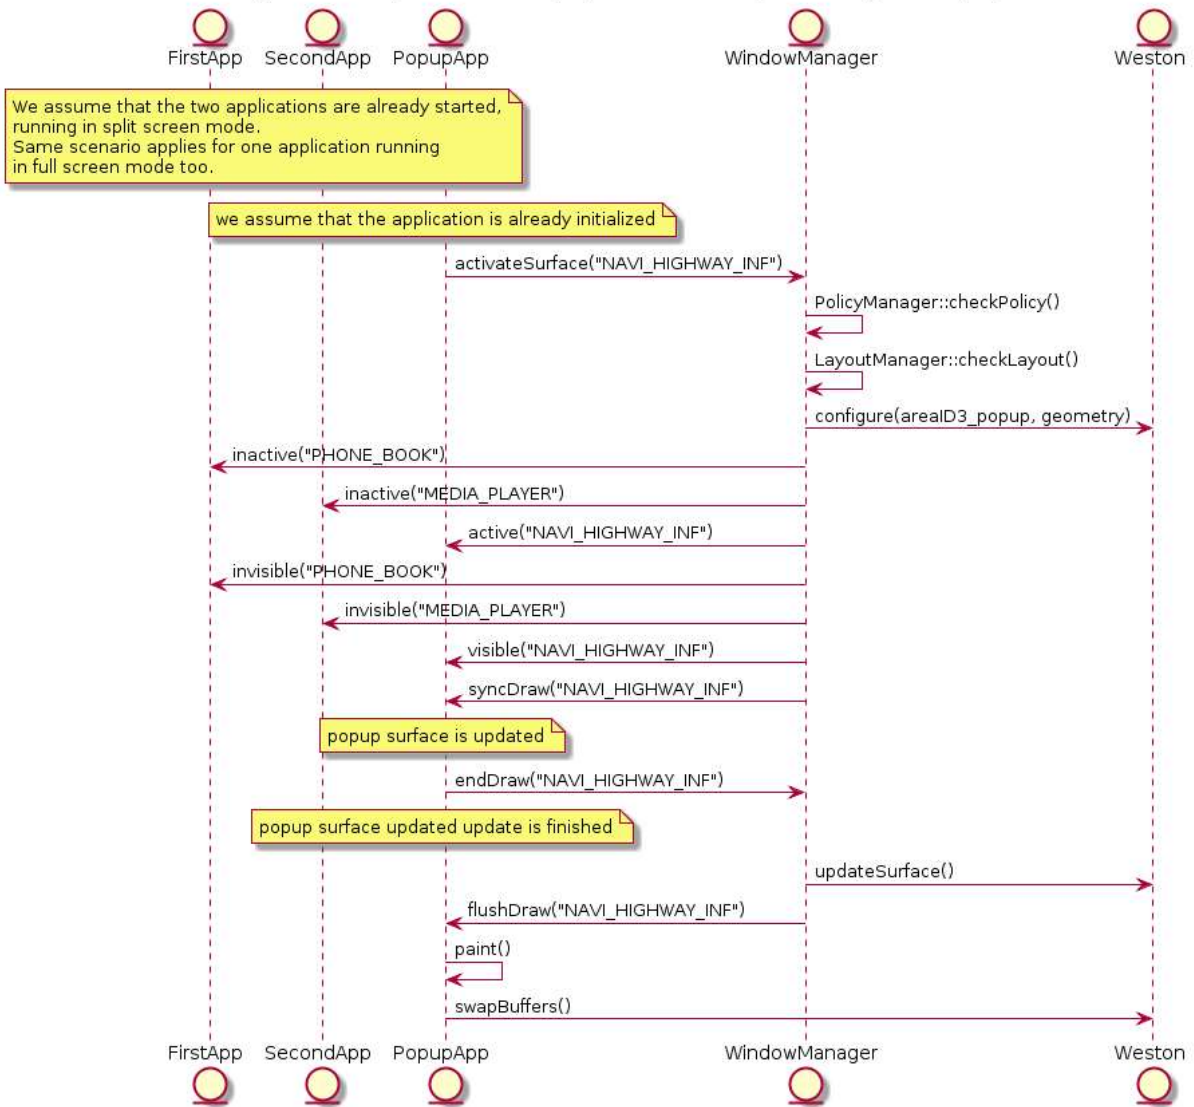 FirstApp SecondApp PopupApp WindowManager Weston
We assume that the two applications are already started,
running in split screen mode.
Same scenario applies for one application running
in full screen mode too.
we assume that the application is already initialized
activateSurface("NAVI_HIGHWAY_INF")
PolicyManager::checkPolicy()
LayoutManager::checkLayout()
configure(areaID3_popup, geometry)
inactive("PHONE_BOOK")
inactive("MEDIA_PLAYER")
active("NAVI_HIGHWAY_INF")
invisible("PHONE_BOOK")
invisible("MEDIA_PLAYER")
visible("NAVI_HIGHWAY_INF")
syncDraw("NAVI_HIGHWAY_INF")
popup surface is updated
endDraw("NAVI_HIGHWAY_INF")
popup surface updated update is finished
updateSurface()
flushDraw("NAVI_HIGHWAY_INF")
paint()
swapBuffers()
FirstApp SecondApp PopupApp WindowManager Weston